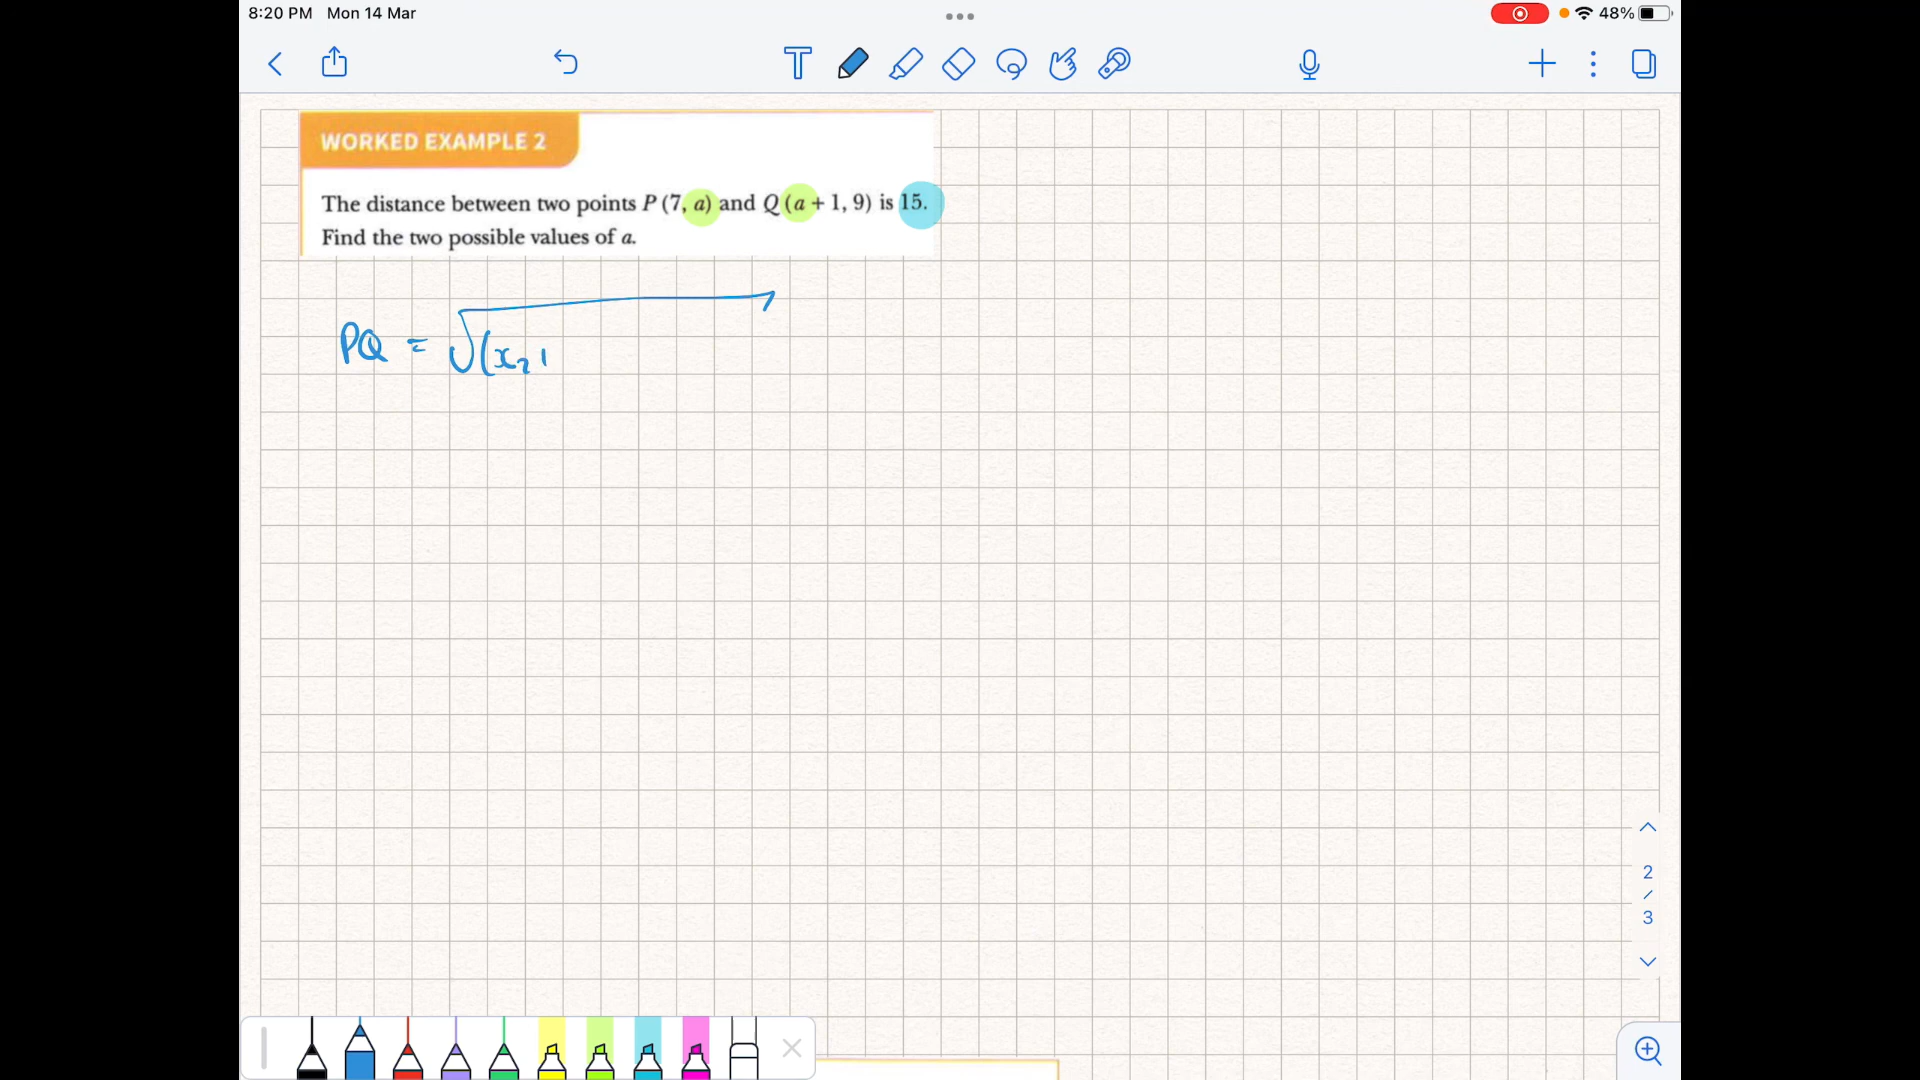 8:20 PM Mon 14 Mar
48%
WORKED EXAMPLE 2
The distance between two points P (7, a) and Q (a + 1, 9) is 15.
Find the two possible values of a.
PQ = √(x₂
2
/
3